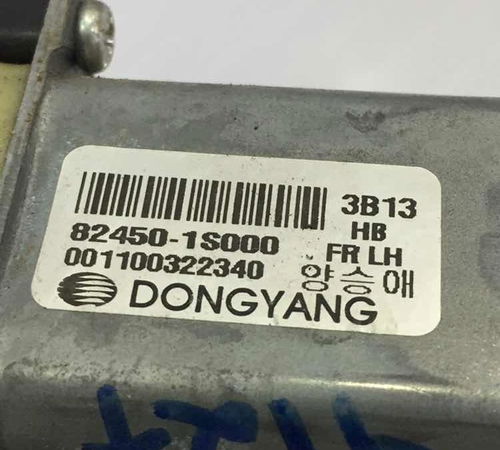 3B13
82450-1S000 HB
001100322340 FR LH
DONGYANG 양승애